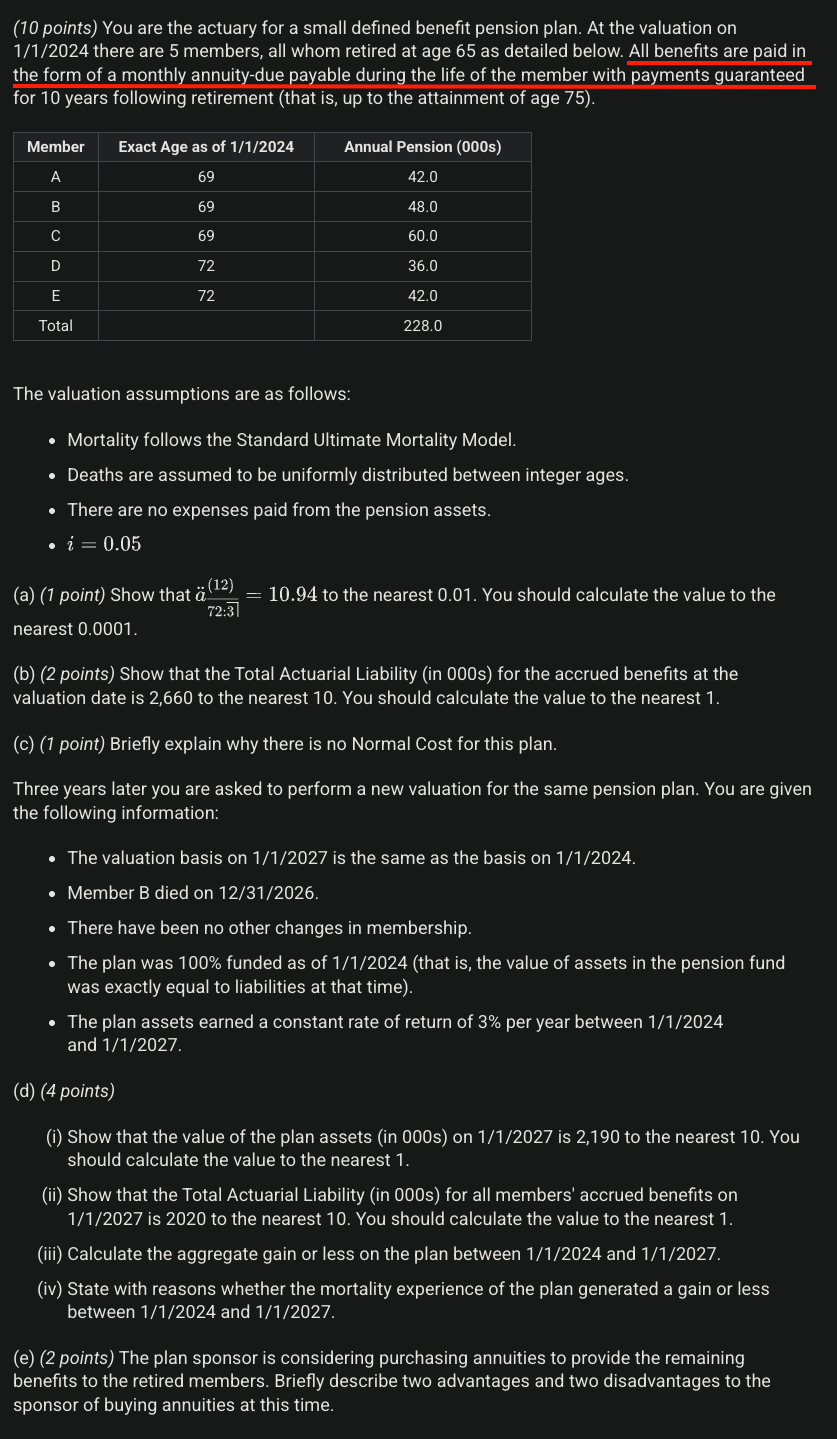 (10 points) You are the actuary for a small defined benefit pension plan. At the valuation on
1/1/2024 there are 5 members, all whom retired at age 65 as detailed below. All benefits are paid in
the form of a monthly annuity-due payable during the life of the member with payments guaranteed
for 10 years following retirement (that is, up to the attainment of age 75).
Member Exact Age as of 1/1/2024 Annual Pension (000s)
A 69 42.0
B 69 48.0
C 69 60.0
D 72 36.0
E 72 42.0
Total 228.0
The valuation assumptions are as follows:
• Mortality follows the Standard Ultimate Mortality Model.
• Deaths are assumed to be uniformly distributed between integer ages.
• There are no expenses paid from the pension assets.
• i = 0.05
(a) (1 point) Show that ä^{(12)}_{\overline{72:\overline{3|}}} = 10.94 to the nearest 0.01. You should calculate the value to the
nearest 0.0001.
(b) (2 points) Show that the Total Actuarial Liability (in 000s) for the accrued benefits at the
valuation date is 2,660 to the nearest 10. You should calculate the value to the nearest 1.
(c) (1 point) Briefly explain why there is no Normal Cost for this plan.
Three years later you are asked to perform a new valuation for the same pension plan. You are given
the following information:
• The valuation basis on 1/1/2027 is the same as the basis on 1/1/2024.
• Member B died on 12/31/2026.
• There have been no other changes in membership.
• The plan was 100% funded as of 1/1/2024 (that is, the value of assets in the pension fund
was exactly equal to liabilities at that time).
• The plan assets earned a constant rate of return of 3% per year between 1/1/2024
and 1/1/2027.
(d) (4 points)
(i) Show that the value of the plan assets (in 000s) on 1/1/2027 is 2,190 to the nearest 10. You
should calculate the value to the nearest 1.
(ii) Show that the Total Actuarial Liability (in 000s) for all members' accrued benefits on
1/1/2027 is 2020 to the nearest 10. You should calculate the value to the nearest 1.
(iii) Calculate the aggregate gain or less on the plan between 1/1/2024 and 1/1/2027.
(iv) State with reasons whether the mortality experience of the plan generated a gain or less
between 1/1/2024 and 1/1/2027.
(e) (2 points) The plan sponsor is considering purchasing annuities to provide the remaining
benefits to the retired members. Briefly describe two advantages and two disadvantages to the
sponsor of buying annuities at this time.